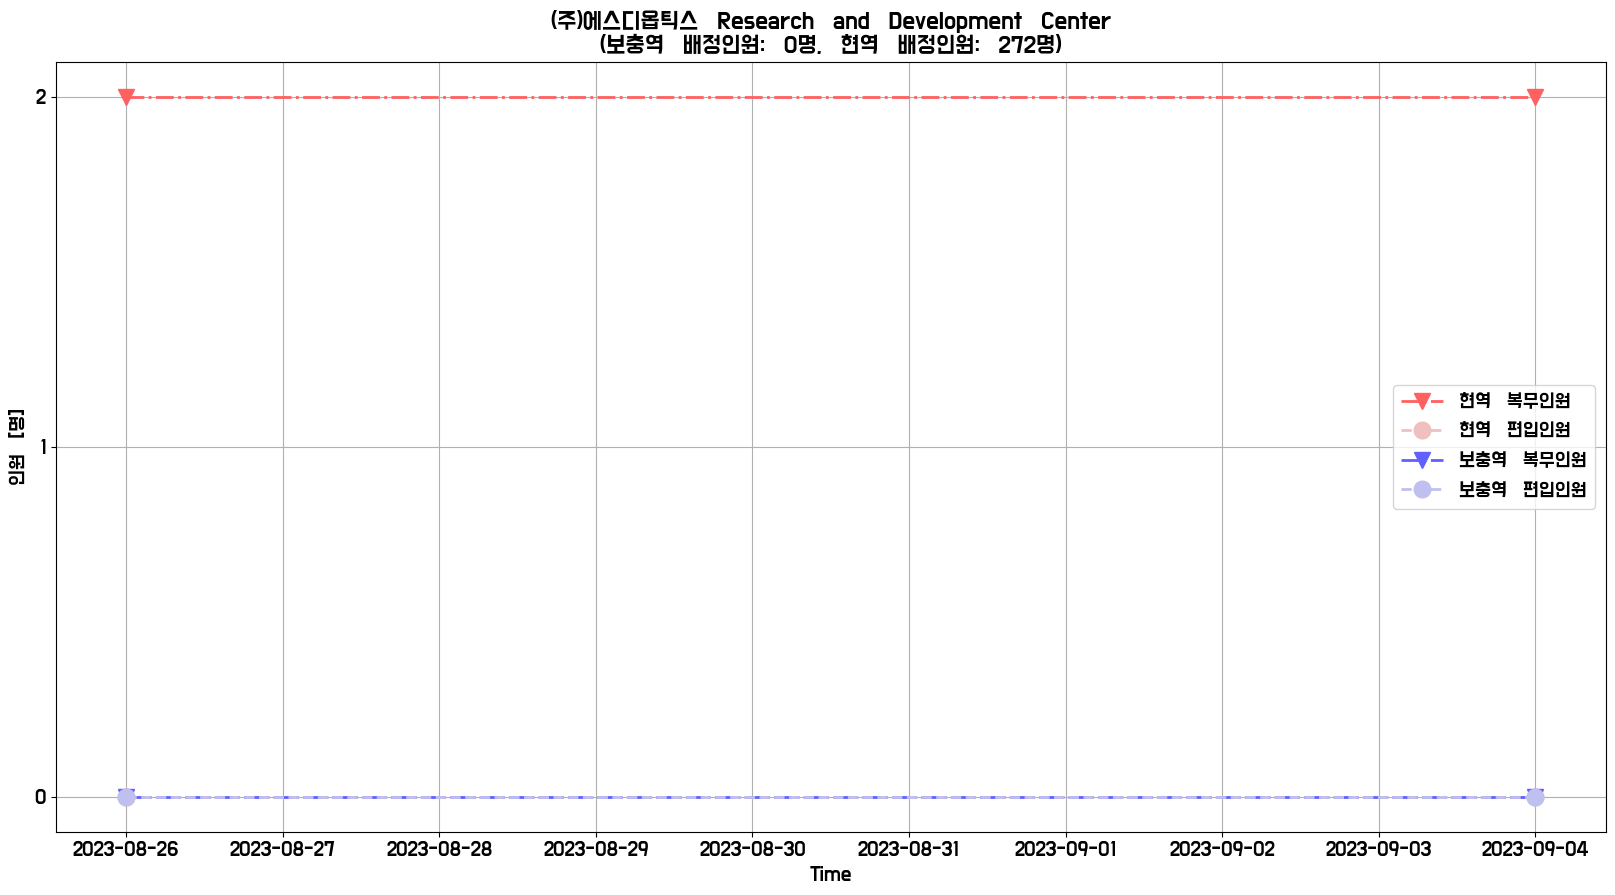 (주)에스디옵틱스 Research and Development Center
(보충역 배정인원: 0명, 현역 배정인원: 272명)
2
1
0
인원 [명]
현역 복무인원
현역 편입인원
보충역 복무인원
보충역 편입인원
2023-08-26 2023-08-27 2023-08-28 2023-08-29 2023-08-30 2023-08-31 2023-09-01 2023-09-02 2023-09-03 2023-09-04
Time